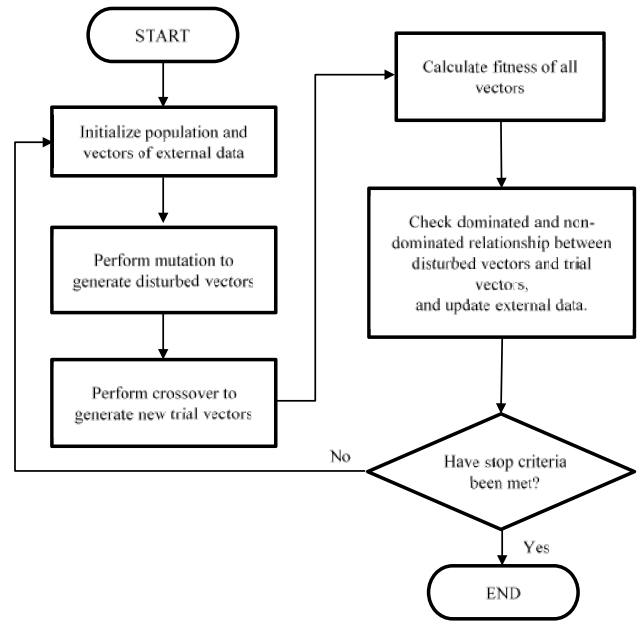 START
Initialize population and
vectors of external data
Perform mutation to
generate disturbed vectors
Perform crossover to
generate new trial vectors
Calculate fitness of all
vectors
Check dominated and non-
dominated relationship between
disturbed vectors and trial
vectors,
and update external data.
Have stop criteria
been met?
No
Yes
END